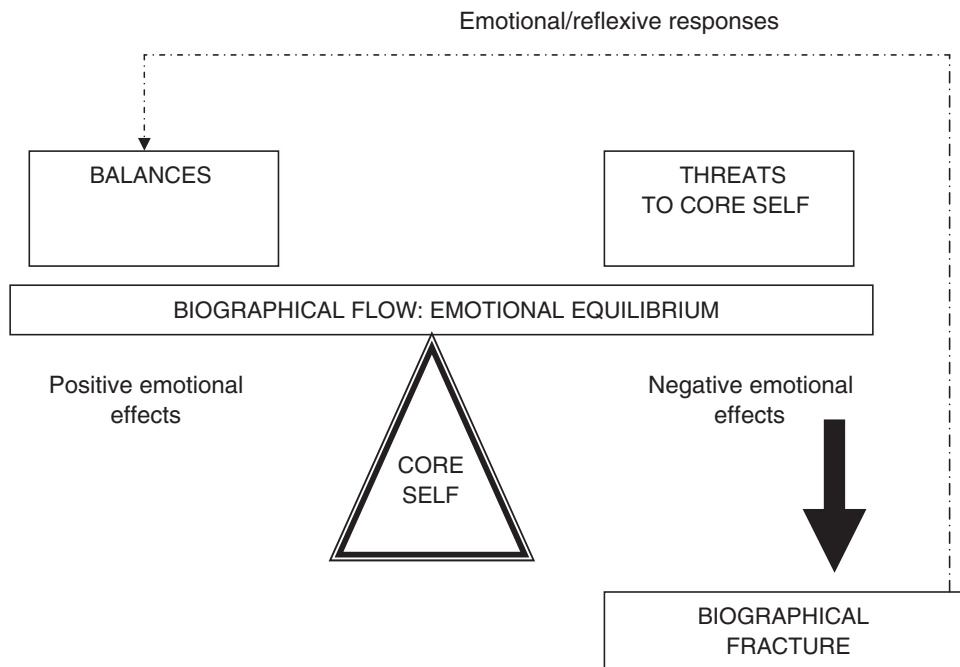 Emotional/reflexive responses
BALANCES
THREATS
TO CORE SELF
BIOGRAPHICAL FLOW: EMOTIONAL EQUILIBRIUM
Positive emotional
effects
Negative emotional
effects
CORE
SELF
BIOGRAPHICAL
FRACTURE